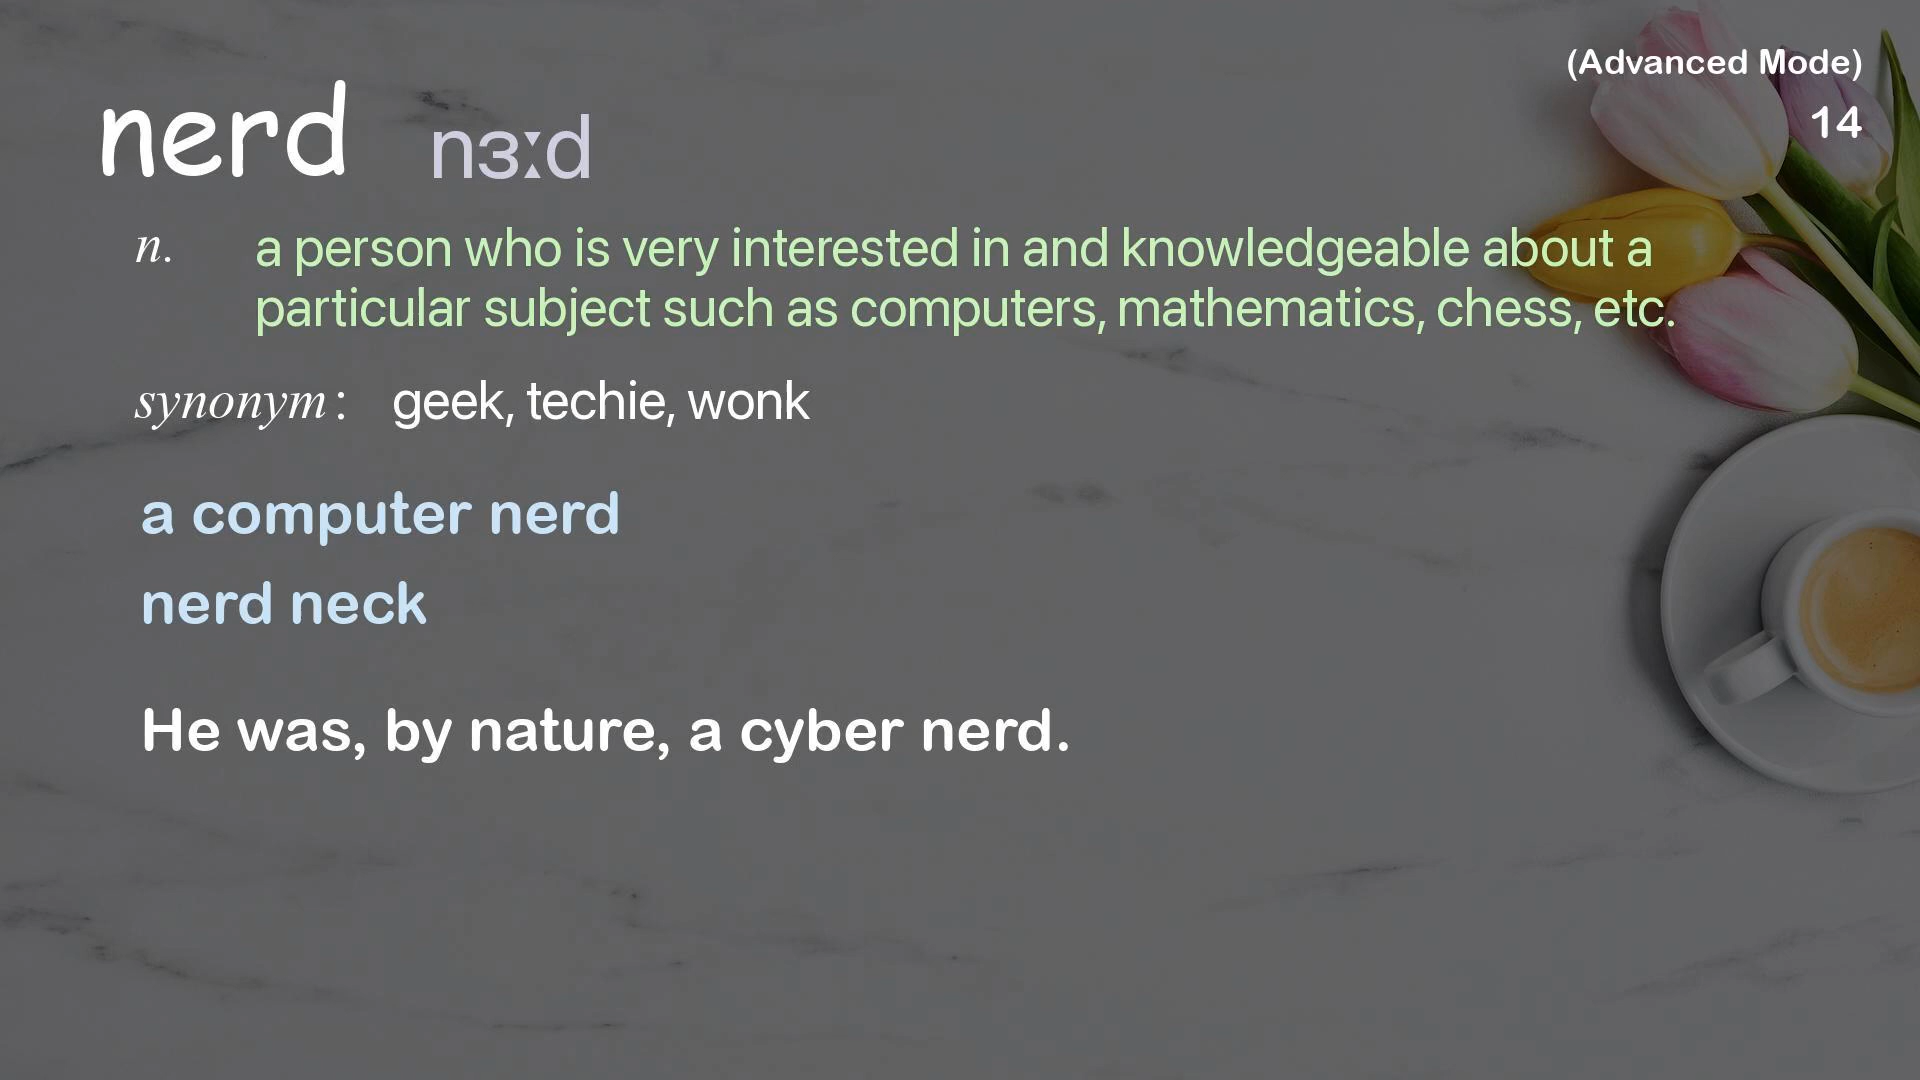 (Advanced Mode)
14
nerd nɜːd
n. a person who is very interested in and knowledgeable about a
particular subject such as computers, mathematics, chess, etc.
synonym : geek, techie, wonk
a computer nerd
nerd neck
He was, by nature, a cyber nerd.